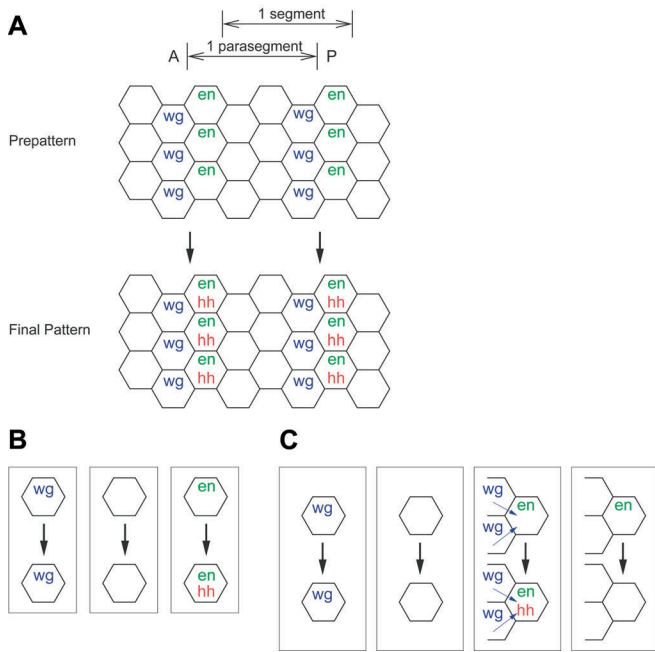 A
1 segment
A 1 parasegment P
en en
wg wg
Prepattern
en en
wg wg
en en
wg wg
en en
wg hh wg hh
Final Pattern
en en
wg hh wg hh
en en
wg hh wg hh
B
wg en
wg en
hh
C
wg
wg
wg
en
wg
wg
en
wg
hh
en